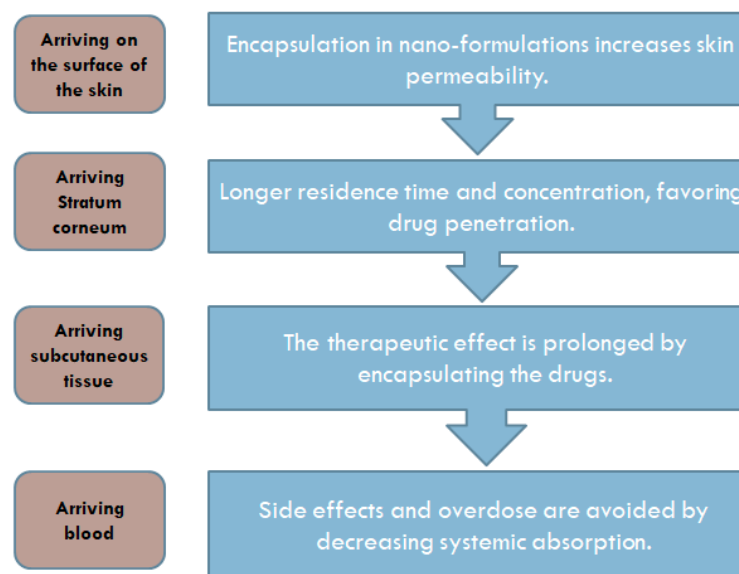 Arriving on
the surface of
the skin
Encapsulation in nano-formulations increases skin
permeability.
Arriving
Stratum
corneum
Longer residence time and concentration, favoring
drug penetration.
Arriving
subcutaneous
tissue
The therapeutic effect is prolonged by
encapsulating the drugs.
Arriving
blood
Side effects and overdose are avoided by
decreasing systemic absorption.